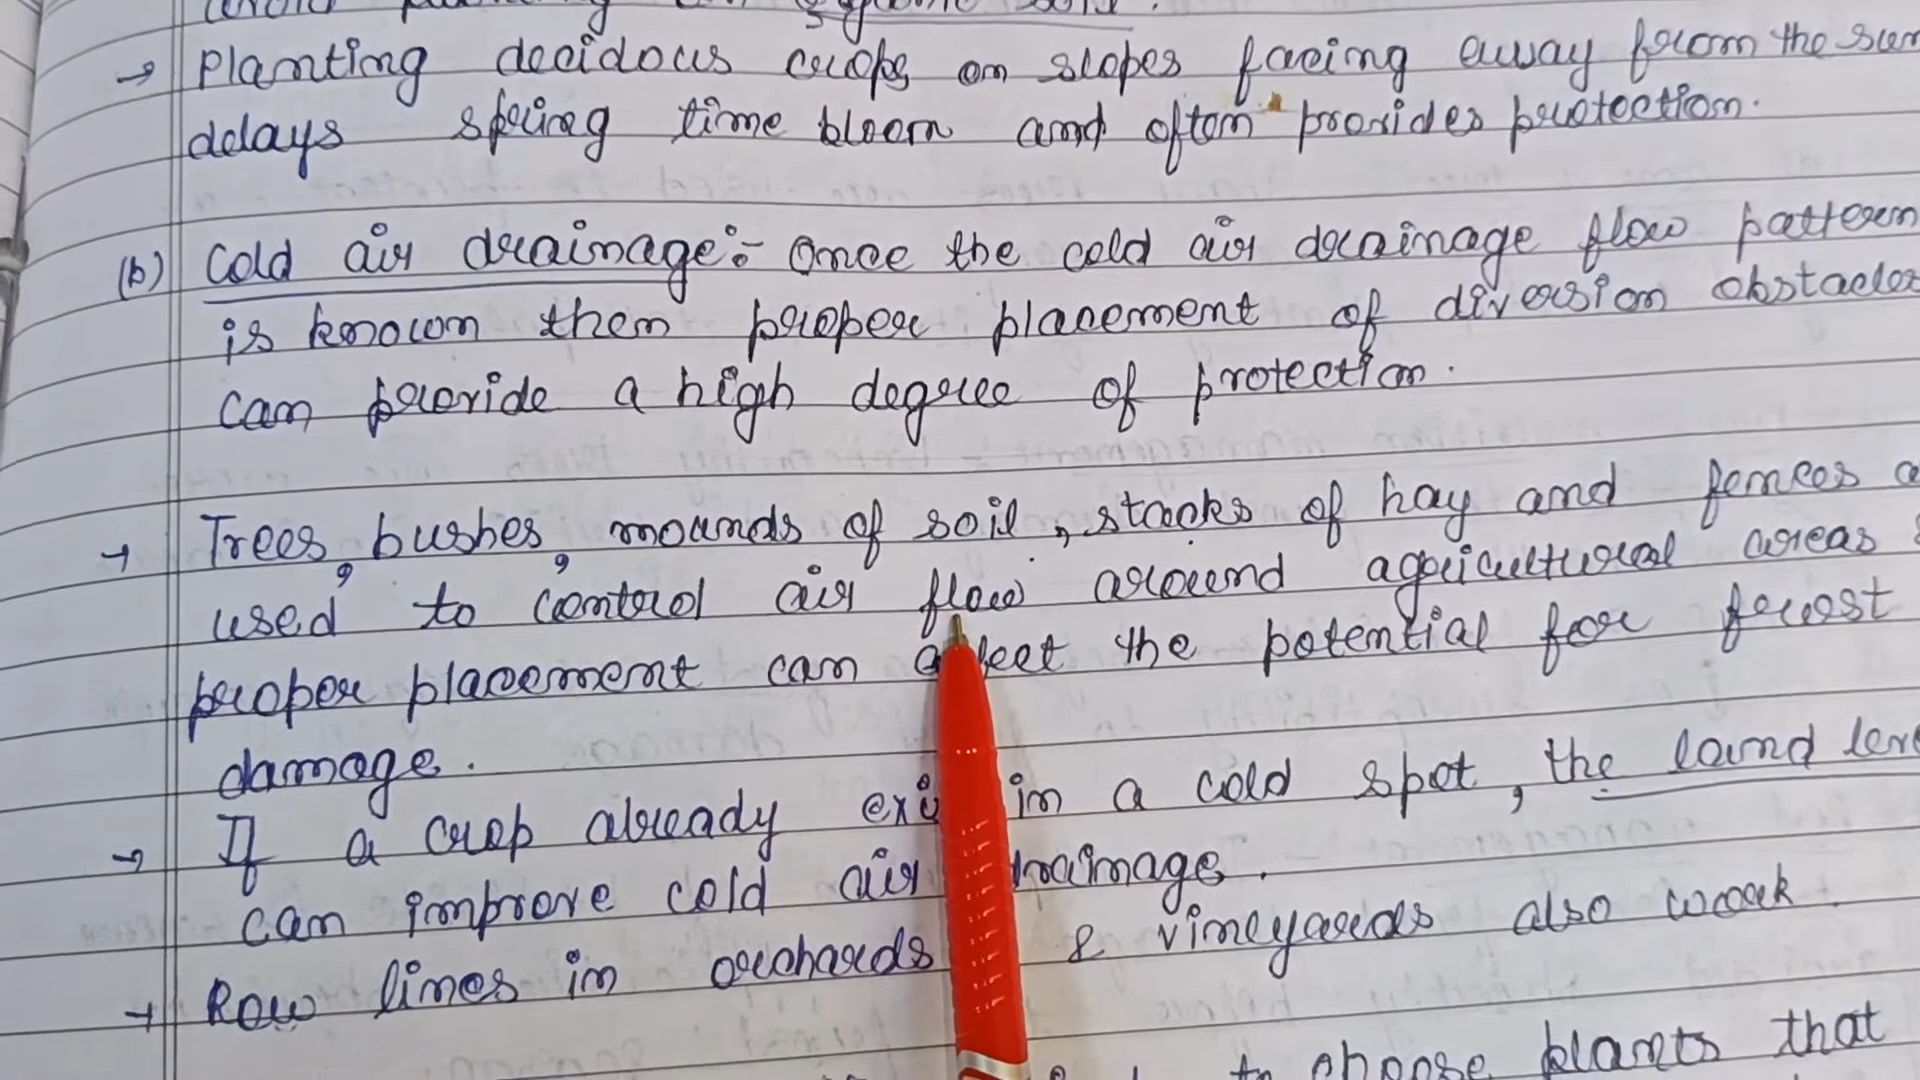 → Planting decidous crops on slopes facing away from the sun
delays spring time bloom and often provides protection.
(b) Cold air drainage:- Once the cold air drainage flow pattern
is known then proper placement of diversion obstacles
can provide a high degree of protection.
→ Trees, bushes, mounds of soil, stacks of hay and fences
used to control air flow around agricultural areas
proper placement can affect the potential for frost
damage.
→ If a crop already in a cold spot, the land
can improve cold air drainage.
→ Row lines in orchards & vineyards also work.
to choose plants that